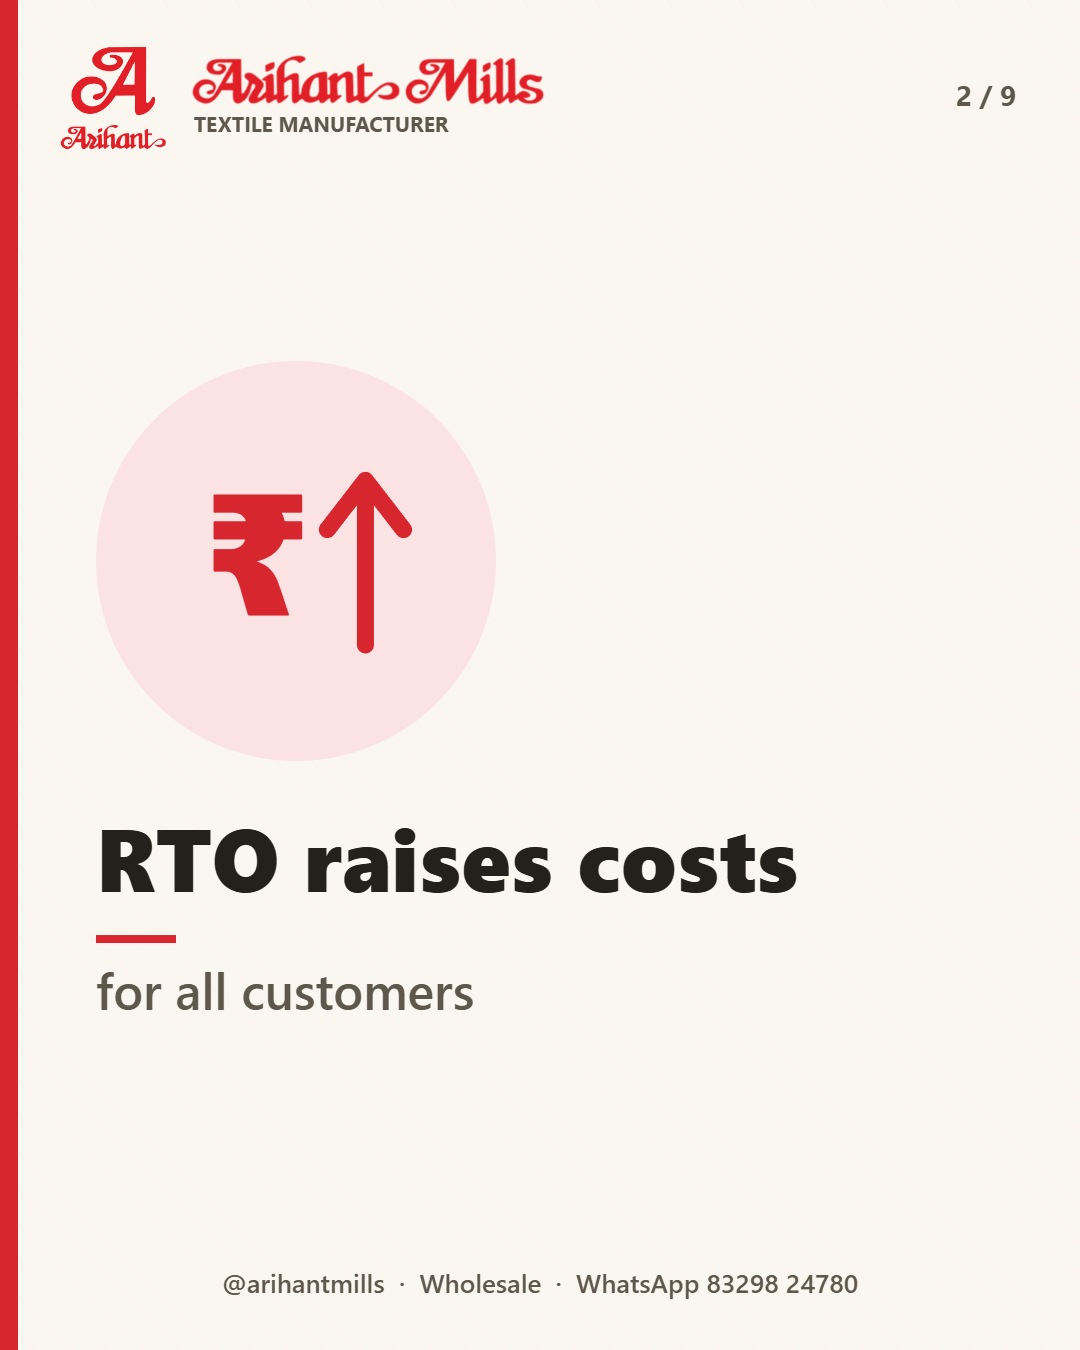 A
Arihant
Arihant Mills
TEXTILE MANUFACTURER
2 / 9
₹
RTO raises costs
for all customers
@arihantmills · Wholesale · WhatsApp 83298 24780